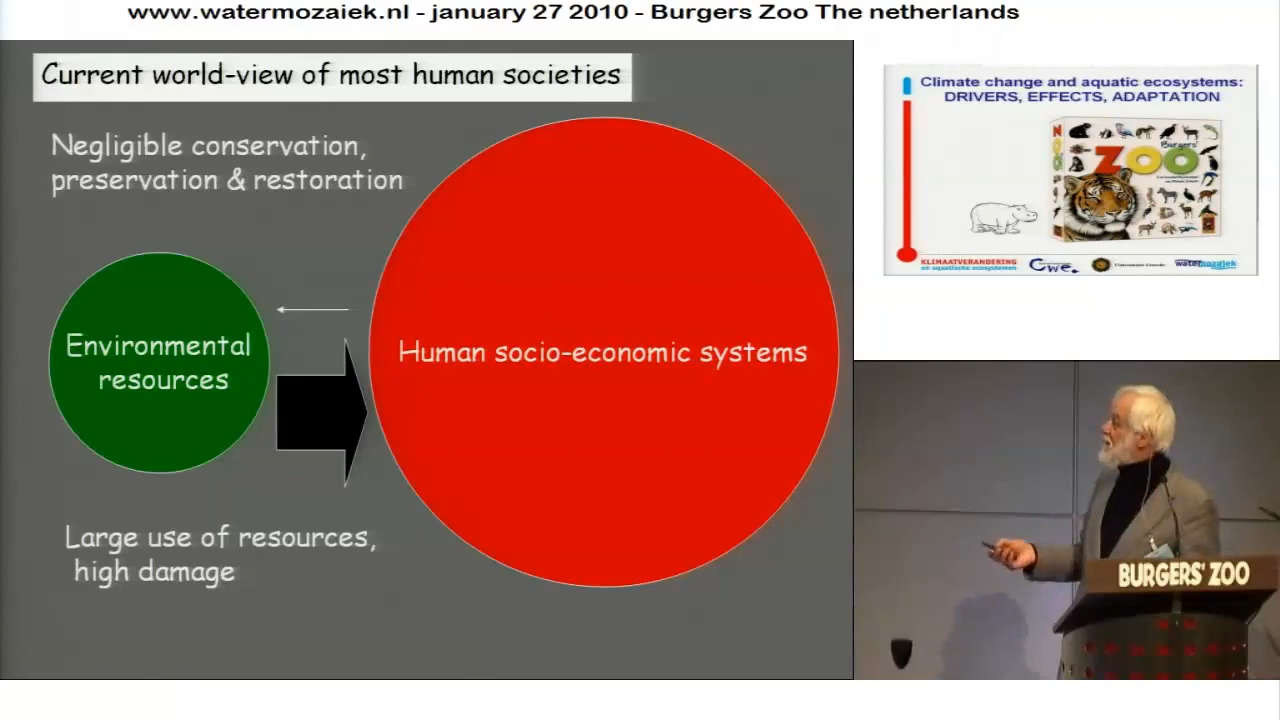 www.watermozaiek.nl - january 27 2010 - Burgers Zoo The netherlands
Current world-view of most human societies
Negligible conservation,
preservation & restoration
Environmental
resources
Human socio-economic systems
Large use of resources,
high damage
Climate change and aquatic ecosystems:
DRIVERS, EFFECTS, ADAPTATION
Burgers'
ZOO
ZOO
KLIMAATVERANDERING
en aquatische ecosystemen
Cwe.
watermozaiek
BURGERS' ZOO